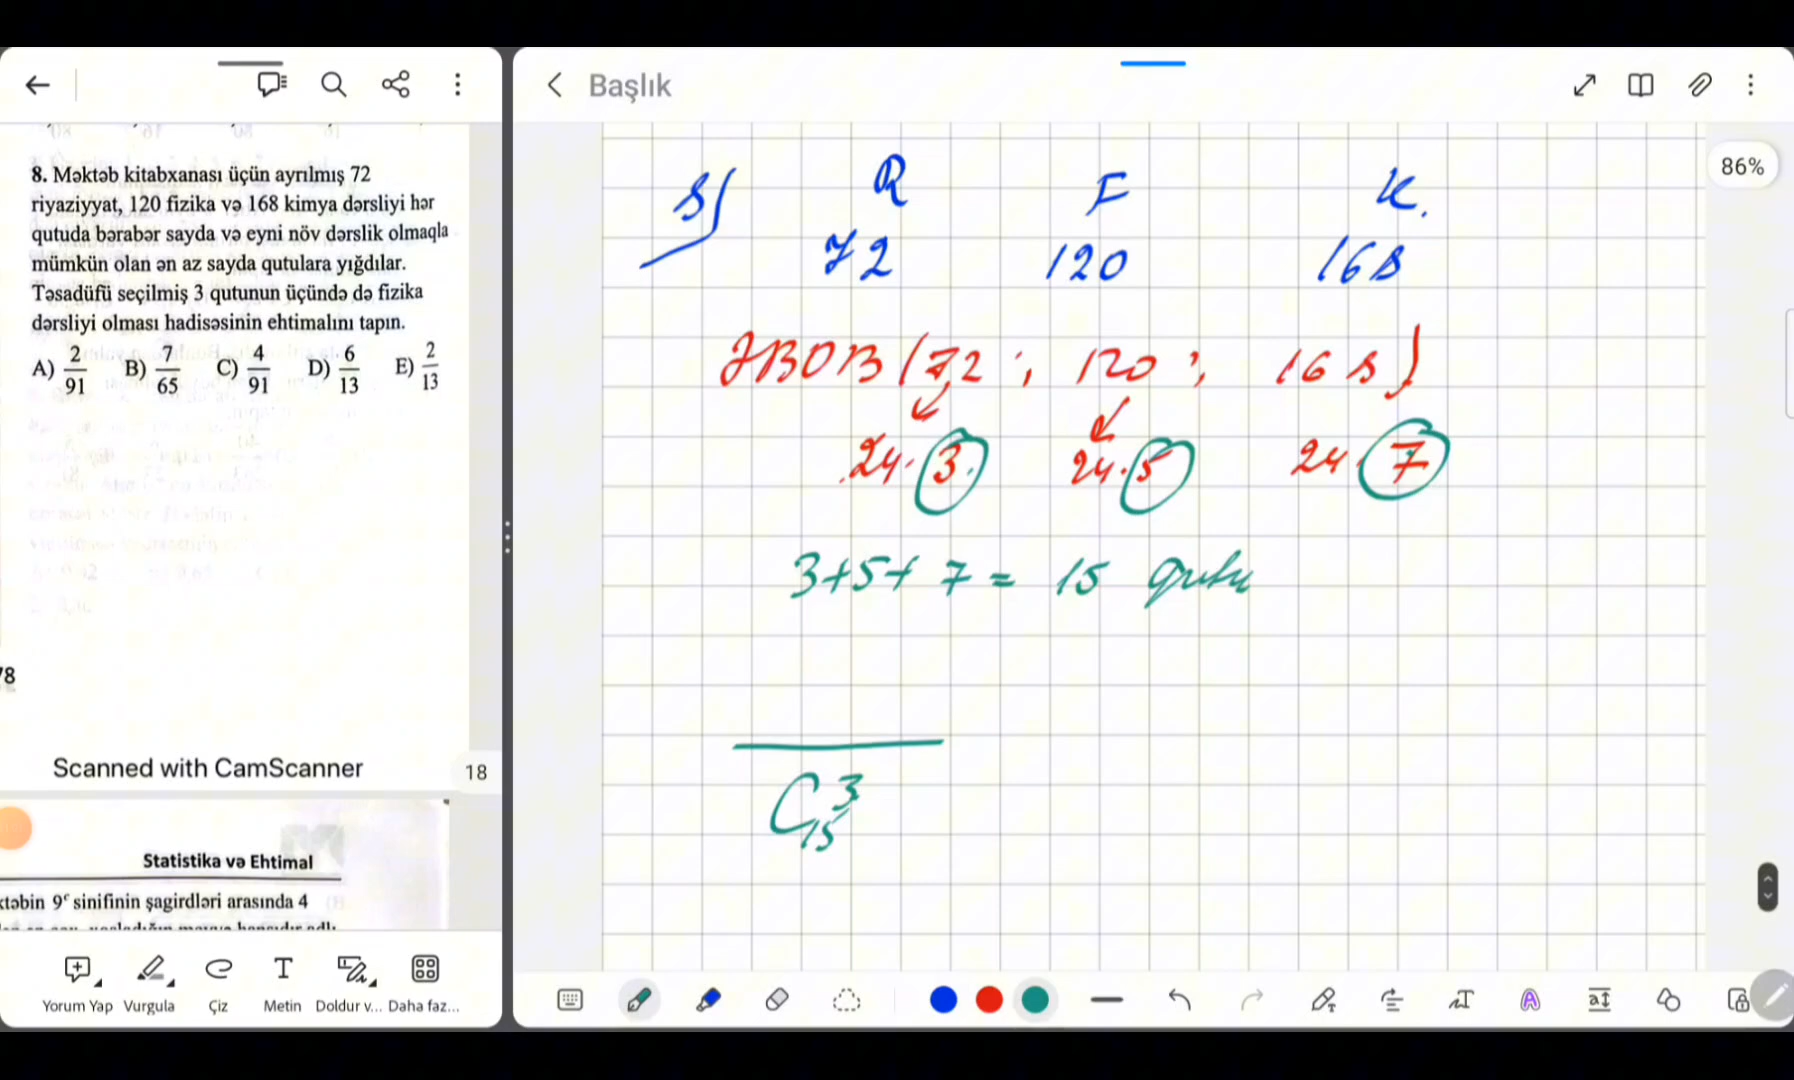 8. Məktəb kitabxanası üçün ayrılmış 72
riyaziyyat, 120 fizika və 168 kimya dərsliyi hər
qutuda bərabər sayda və eyni növ dərslik olmaqla
mümkün olan ən az sayda qutulara yığdılar.
Təsadüfü seçilmiş 3 qutunun üçündə də fizika
dərsliyi olması hadisəsinin ehtimalını tapın.
A) 2/91 B) 7/65 C) 4/91 D) 6/13 E) 2/13
78
Scanned with CamScanner
18
Statistika və Ehtimal
ktəbin 9ᶜ sinifinin şagirdləri arasında 4
Yorum Yap Vurgula Çiz Metin Doldur v... Daha faz...
Başlık
86%
8/ R F K.
72 120 168
ƏBOB (72 ; 120 ; 168)
24·3 24·5 24·7
3+5+7= 15 qutu
C₁₅³